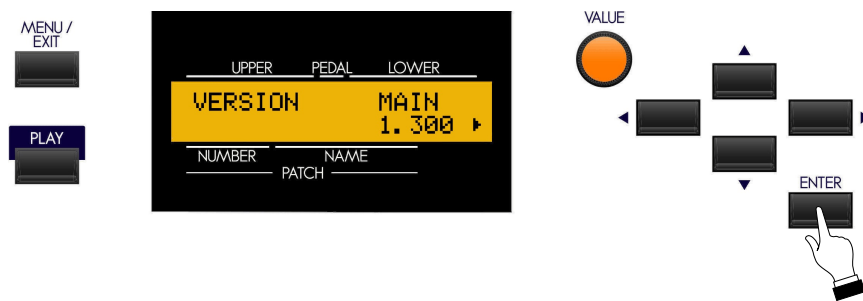 MENU /
EXIT
PLAY
UPPER PEDAL LOWER
VERSION MAIN
1.300
NUMBER NAME
PATCH
VALUE
ENTER